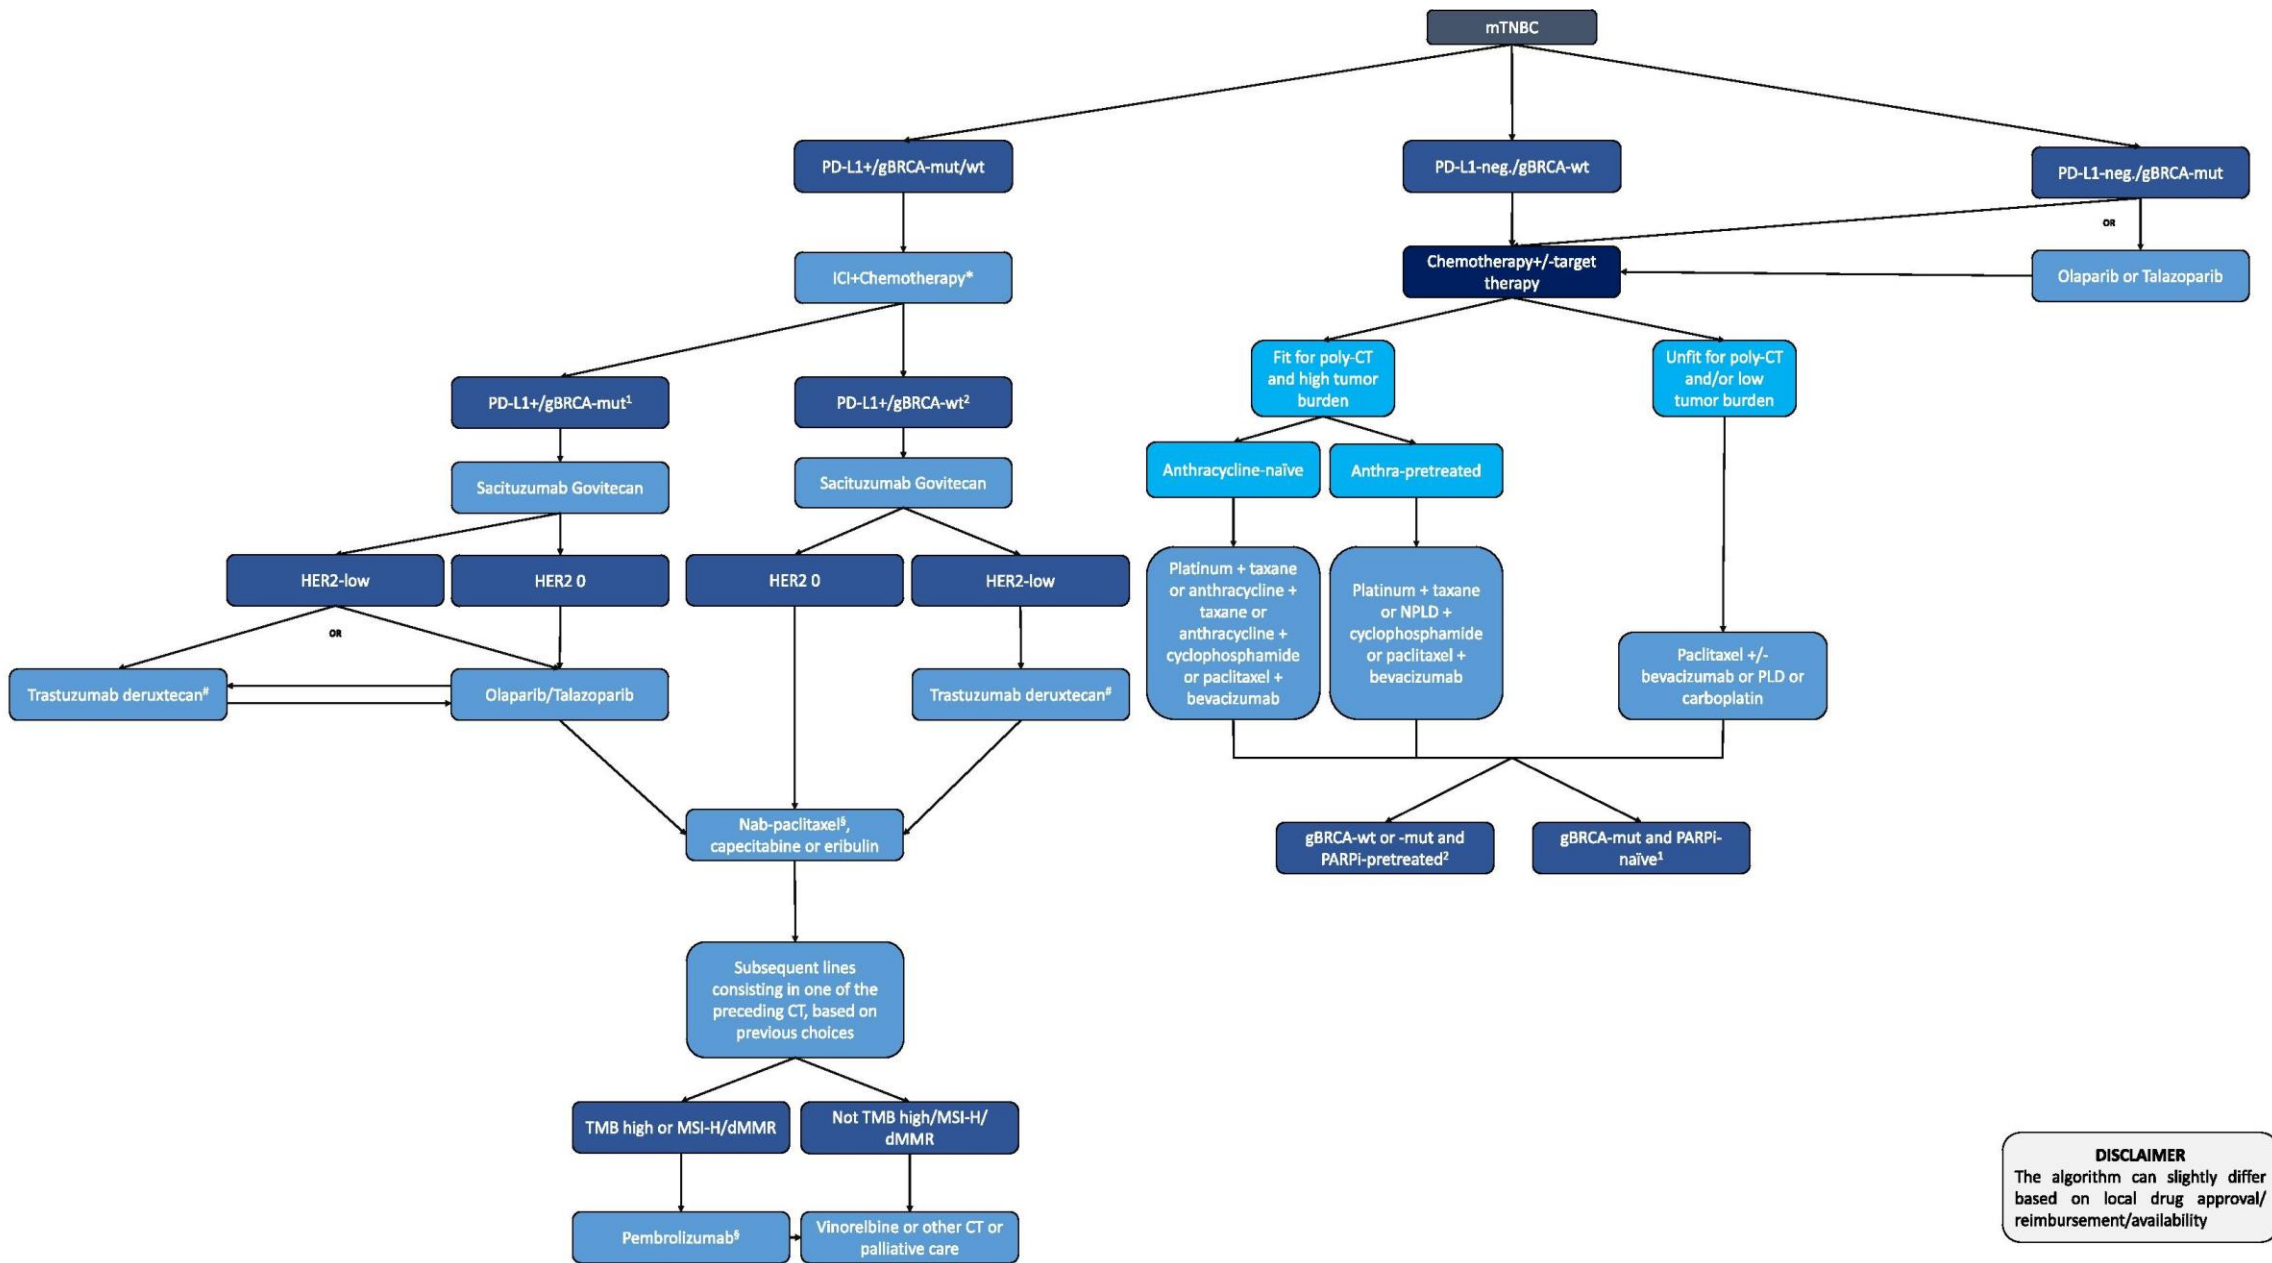 mTNBC
PD-L1+/gBRCA-mut/wt
PD-L1-neg./gBRCA-wt
PD-L1-neg./gBRCA-mut
OR
ICI+Chemotherapy*
Chemotherapy+/-target
therapy
Olaparib or Talazoparib
Fit for poly-CT
and high tumor
burden
Unfit for poly-CT
and/or low
tumor burden
PD-L1+/gBRCA-mut¹
PD-L1+/gBRCA-wt²
Anthracycline-naïve
Anthra-pretreated
Sacituzumab Govitecan
Sacituzumab Govitecan
HER2-low
HER2 0
HER2 0
HER2-low
Platinum + taxane
or anthracycline +
taxane or
anthracycline +
cyclophosphamide
or paclitaxel +
bevacizumab
Platinum + taxane
or NPLD +
cyclophosphamide
or paclitaxel +
bevacizumab
Paclitaxel +/-
bevacizumab or PLD or
carboplatin
OR
Trastuzumab deruxtecan#
Olaparib/Talazoparib
Trastuzumab deruxtecan#
Nab-paclitaxel§,
capecitabine or eribulin
gBRCA-wt or -mut and
PARPi-pretreated²
gBRCA-mut and PARPi-
naïve¹
Subsequent lines
consisting in one of the
preceding CT, based on
previous choices
TMB high or MSI-H/dMMR
Not TMB high/MSI-H/
dMMR
Pembrolizumab§
Vinorelbine or other CT or
palliative care
DISCLAIMER
The algorithm can slightly differ
based on local drug approval/
reimbursement/availability